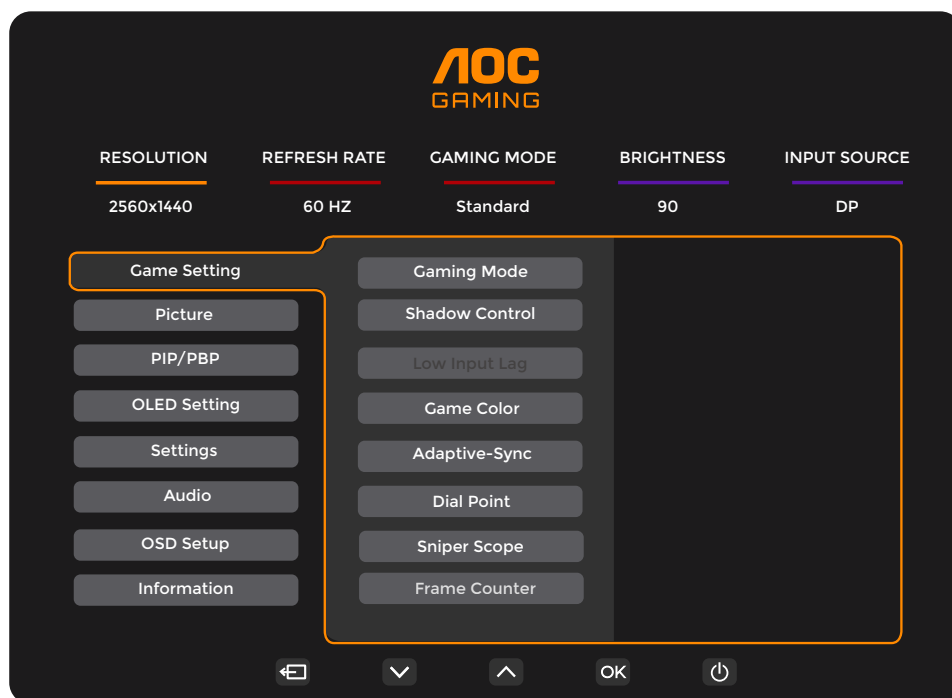 AOC
GAMING
RESOLUTION REFRESH RATE GAMING MODE BRIGHTNESS INPUT SOURCE
2560x1440 60 HZ Standard 90 DP
Game Setting
Picture
PIP/PBP
OLED Setting
Settings
Audio
OSD Setup
Information
Gaming Mode
Shadow Control
Low Input Lag
Game Color
Adaptive-Sync
Dial Point
Sniper Scope
Frame Counter
OK